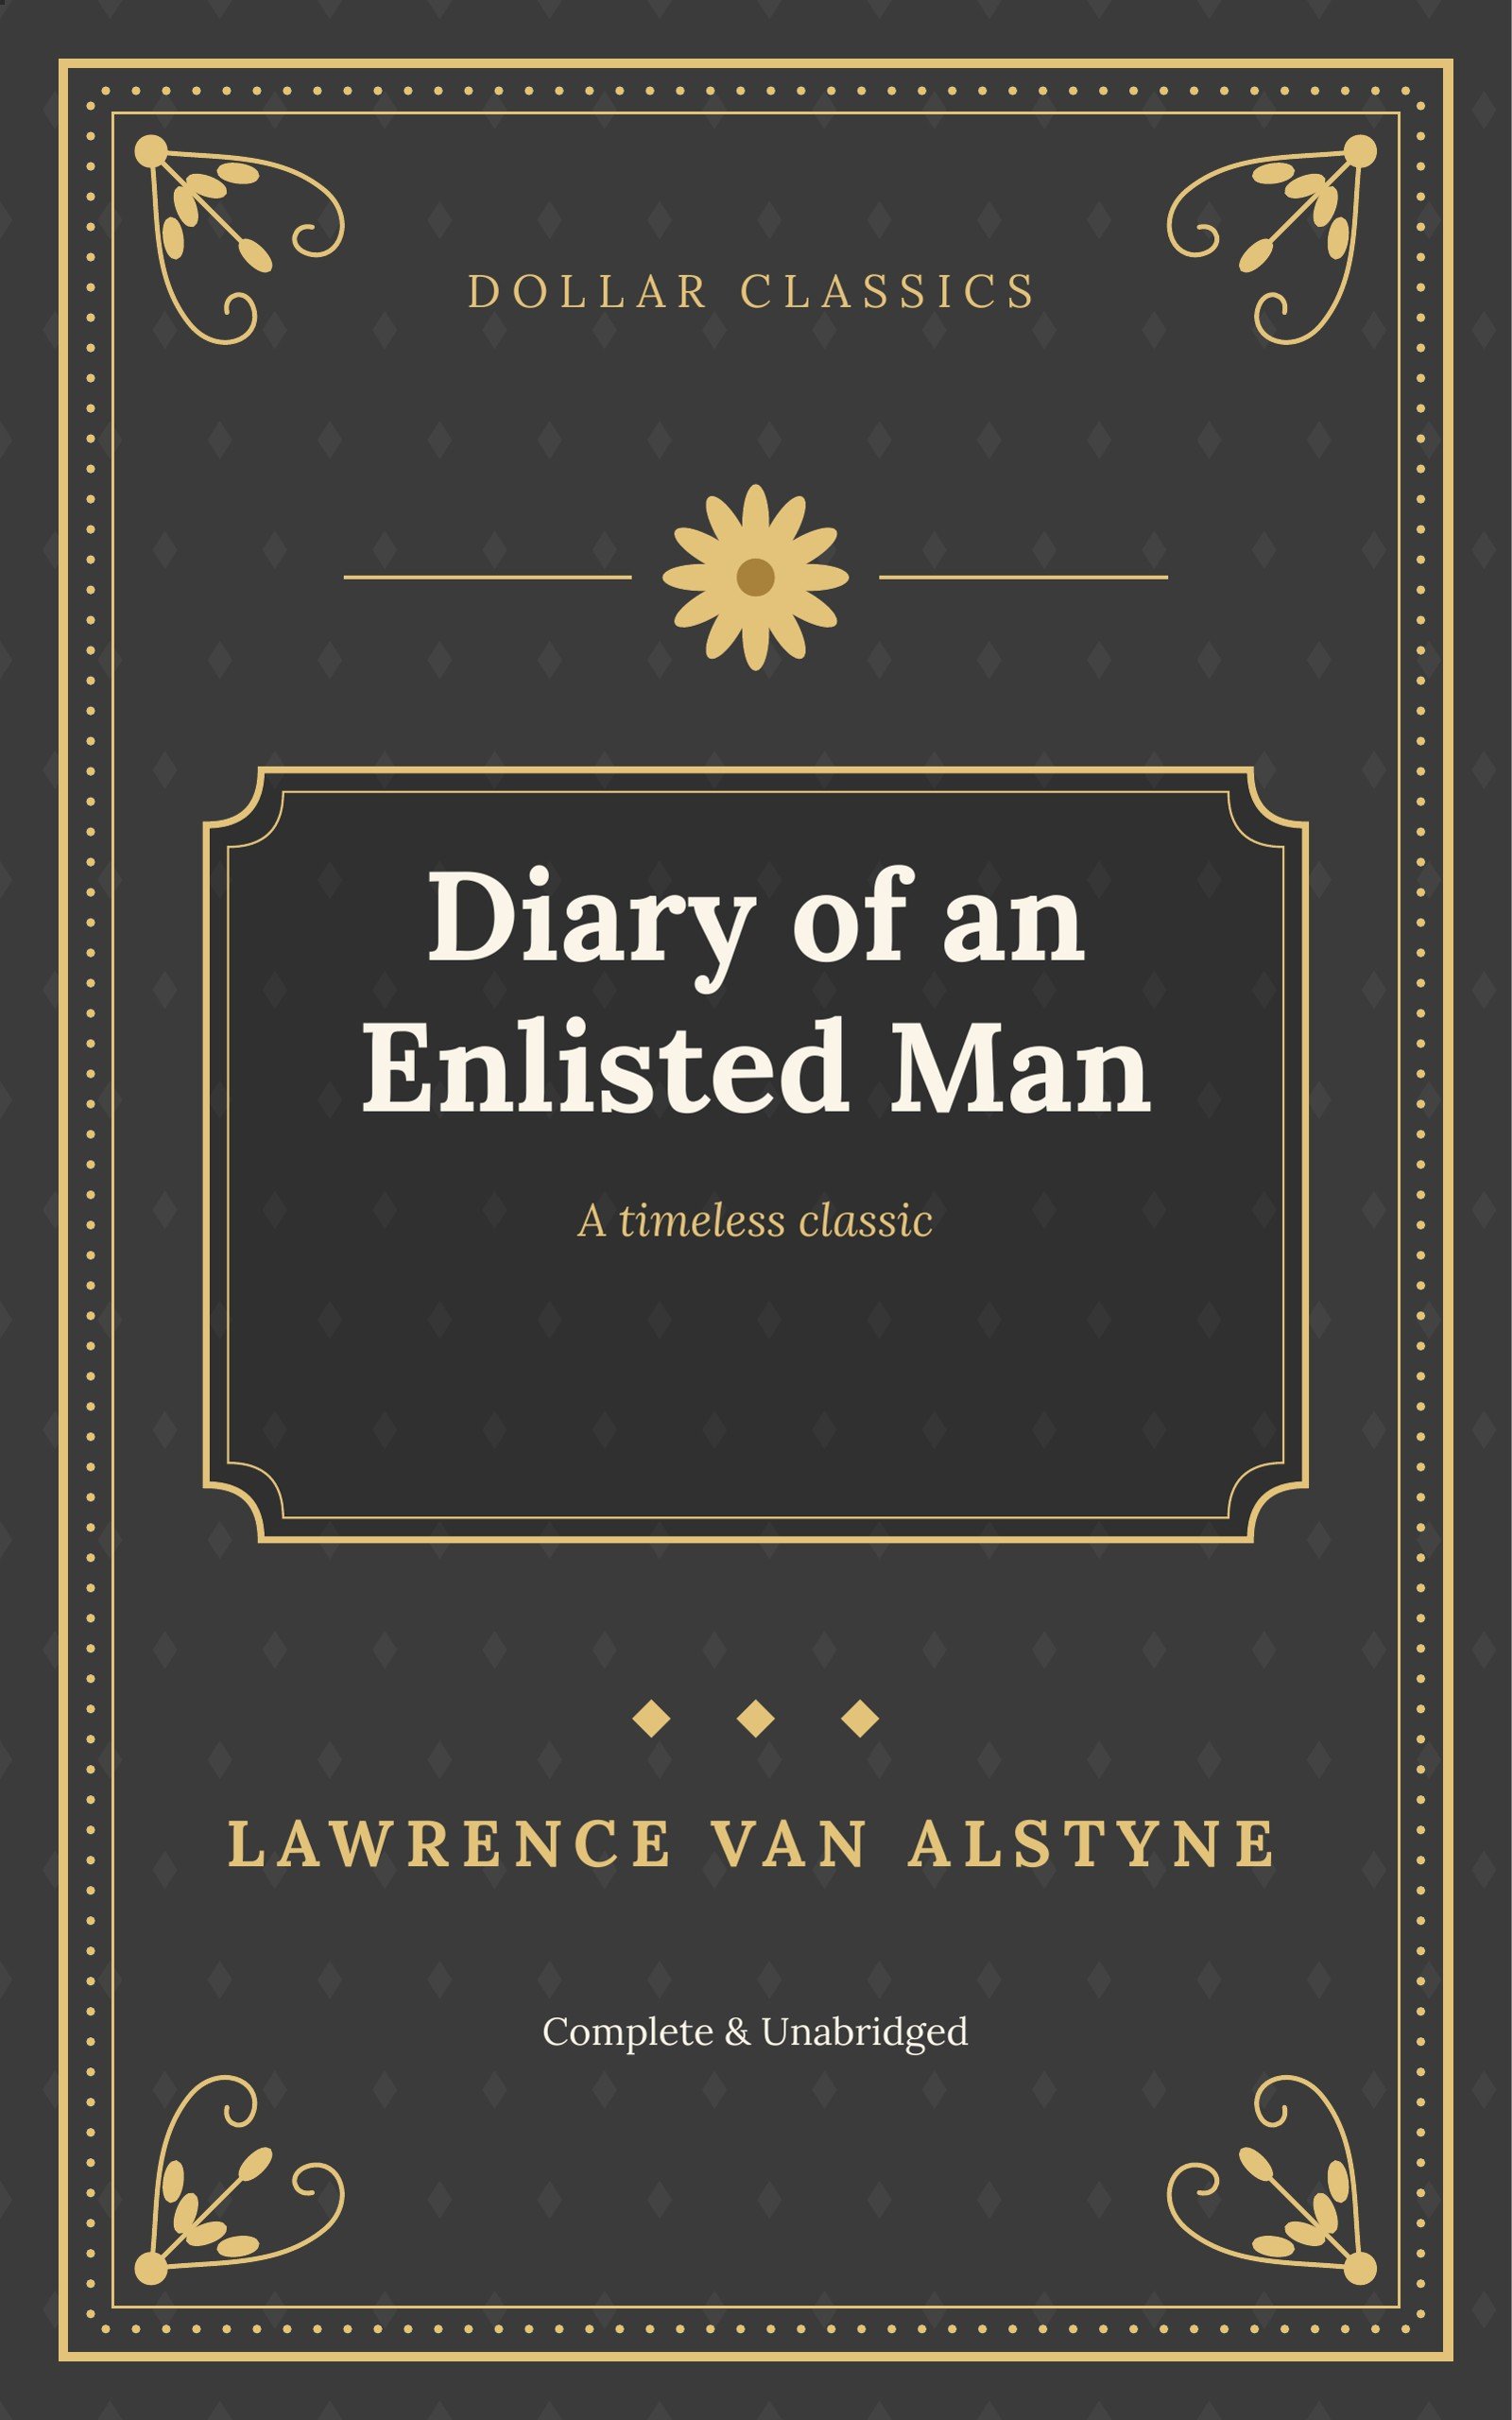 DOLLAR CLASSICS
Diary of an
Enlisted Man
A timeless classic
LAWRENCE VAN ALSTYNE
Complete & Unabridged